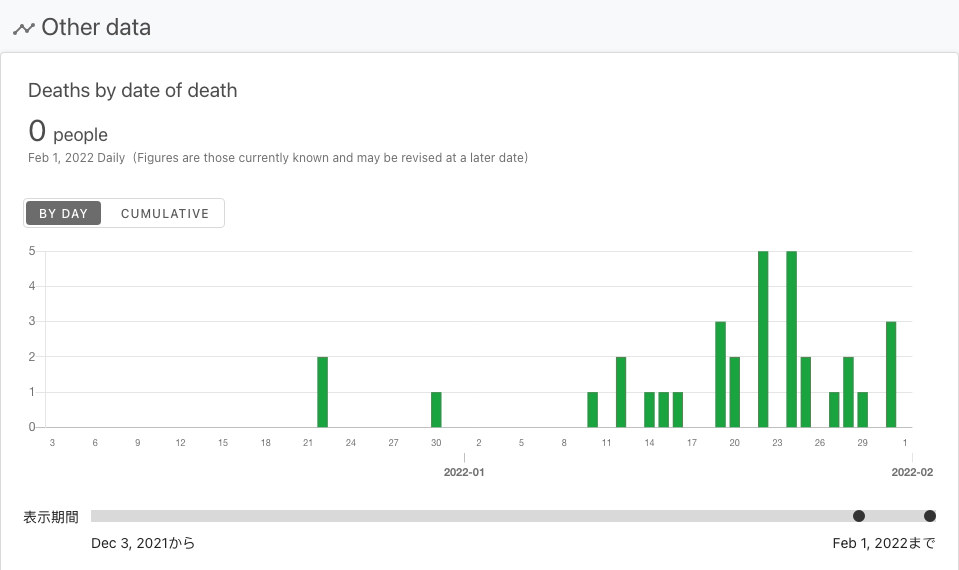 Other data
Deaths by date of death
0 people
Feb 1, 2022 Daily (Figures are those currently known and may be revised at a later date)
BY DAY CUMULATIVE
5
4
3
2
1
0
3 6 9 12 15 18 21 24 27 30 2 5 8 11 14 17 20 23 26 29 1
2022-01 2022-02
表示期間
Dec 3, 2021から Feb 1, 2022まで